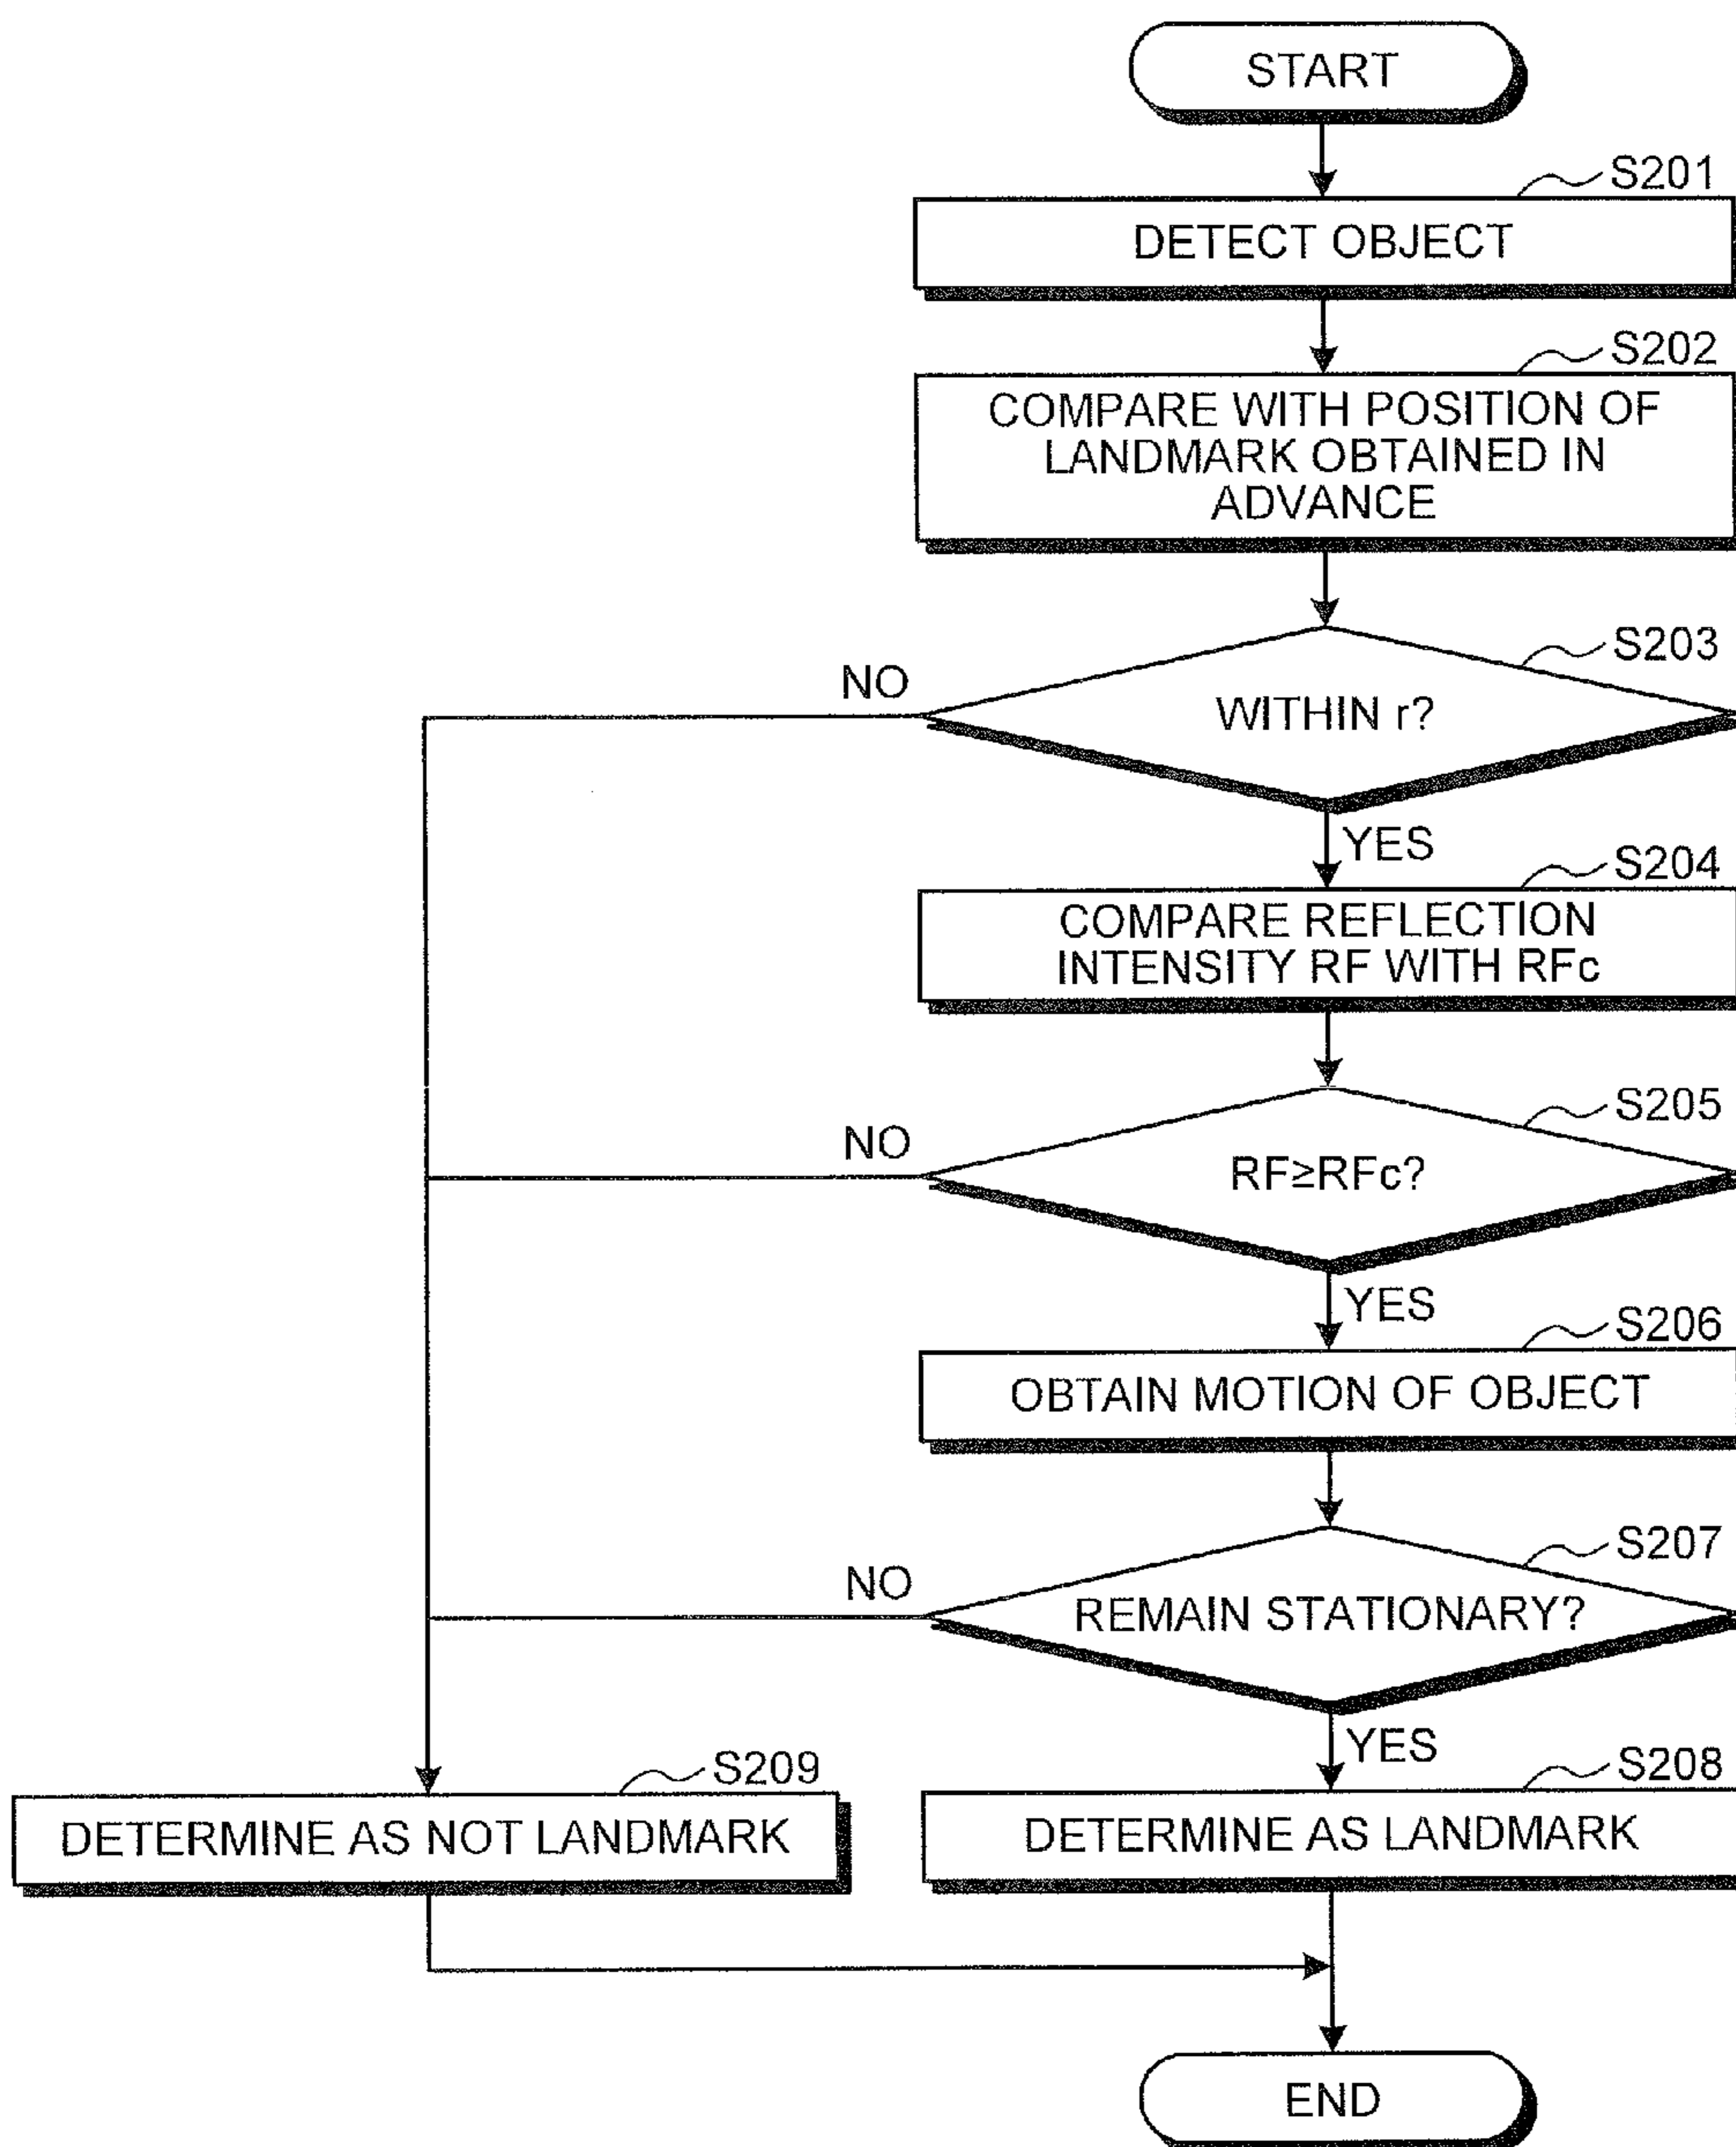 START
S201
DETECT OBJECT
S202
COMPARE WITH POSITION OF
LANDMARK OBTAINED IN
ADVANCE
S203
NO
WITHIN r?
YES
S204
COMPARE REFLECTION
INTENSITY RF WITH RFc
S205
NO
RF≥RFc?
YES
S206
OBTAIN MOTION OF OBJECT
S207
NO
REMAIN STATIONARY?
YES
S209
S208
DETERMINE AS NOT LANDMARK
DETERMINE AS LANDMARK
END